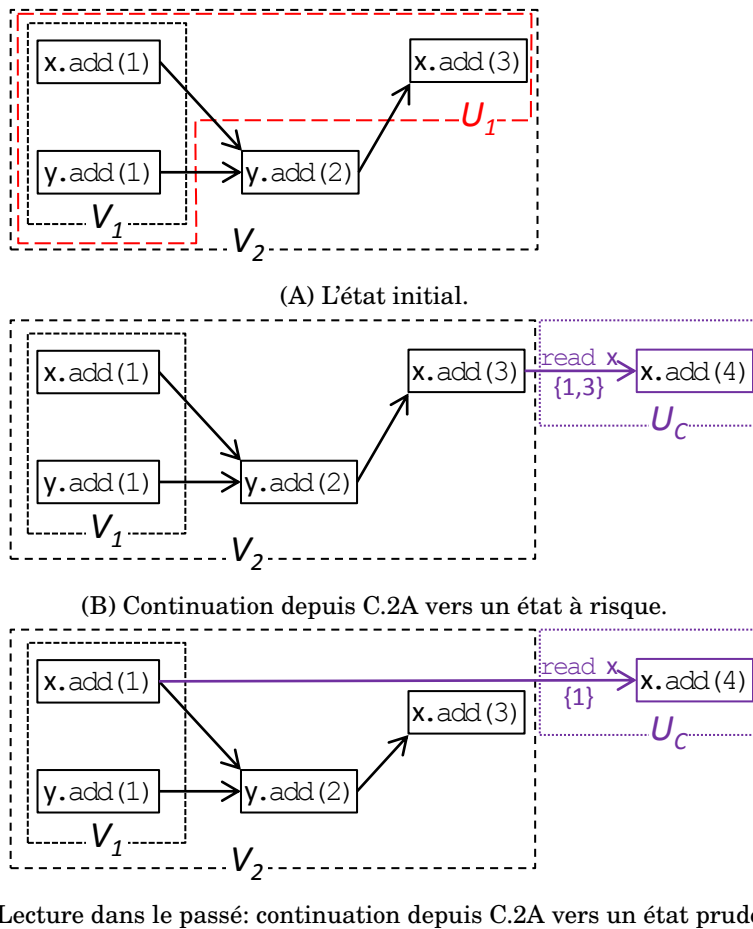 x.add(1) x.add(3)
U1
y.add(1) y.add(2)
V1
V2
(A) L'état initial.
x.add(1) x.add(3) read x x.add(4)
{1,3}
UC
y.add(1) y.add(2)
V1
V2
(B) Continuation depuis C.2A vers un état à risque.
x.add(1) read x x.add(4)
x.add(3) {1}
UC
y.add(1) y.add(2)
V1
V2
Lecture dans le passé: continuation depuis C.2A vers un état